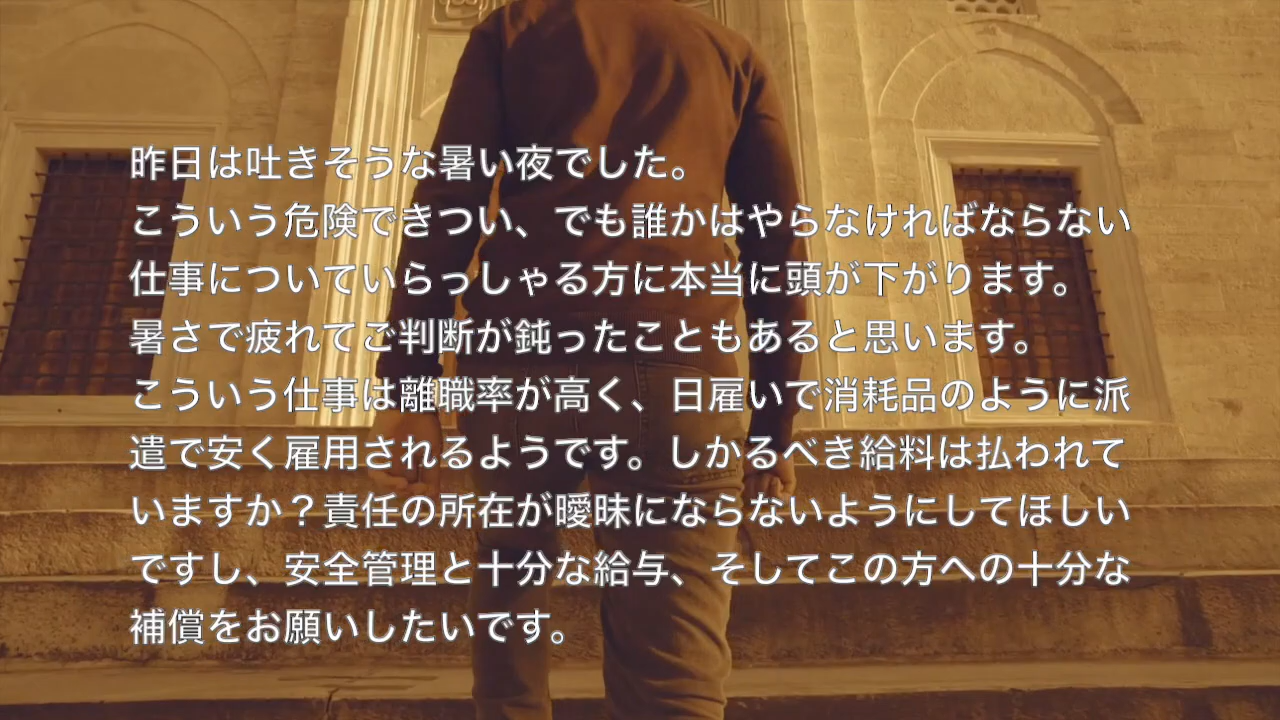 昨日は吐きそうな暑い夜でした。
こういう危険できつい、でも誰かはやらなければならない
仕事についていらっしゃる方に本当に頭が下がります。
暑さで疲れてご判断が鈍ったこともあると思います。
こういう仕事は離職率が高く、日雇いで消耗品のように派
遣で安く雇用されるようです。しかるべき給料は払われて
いますか？責任の所在が曖昧にならないようにしてほしい
ですし、安全管理と十分な給与、そしてこの方への十分な
補償をお願いしたいです。